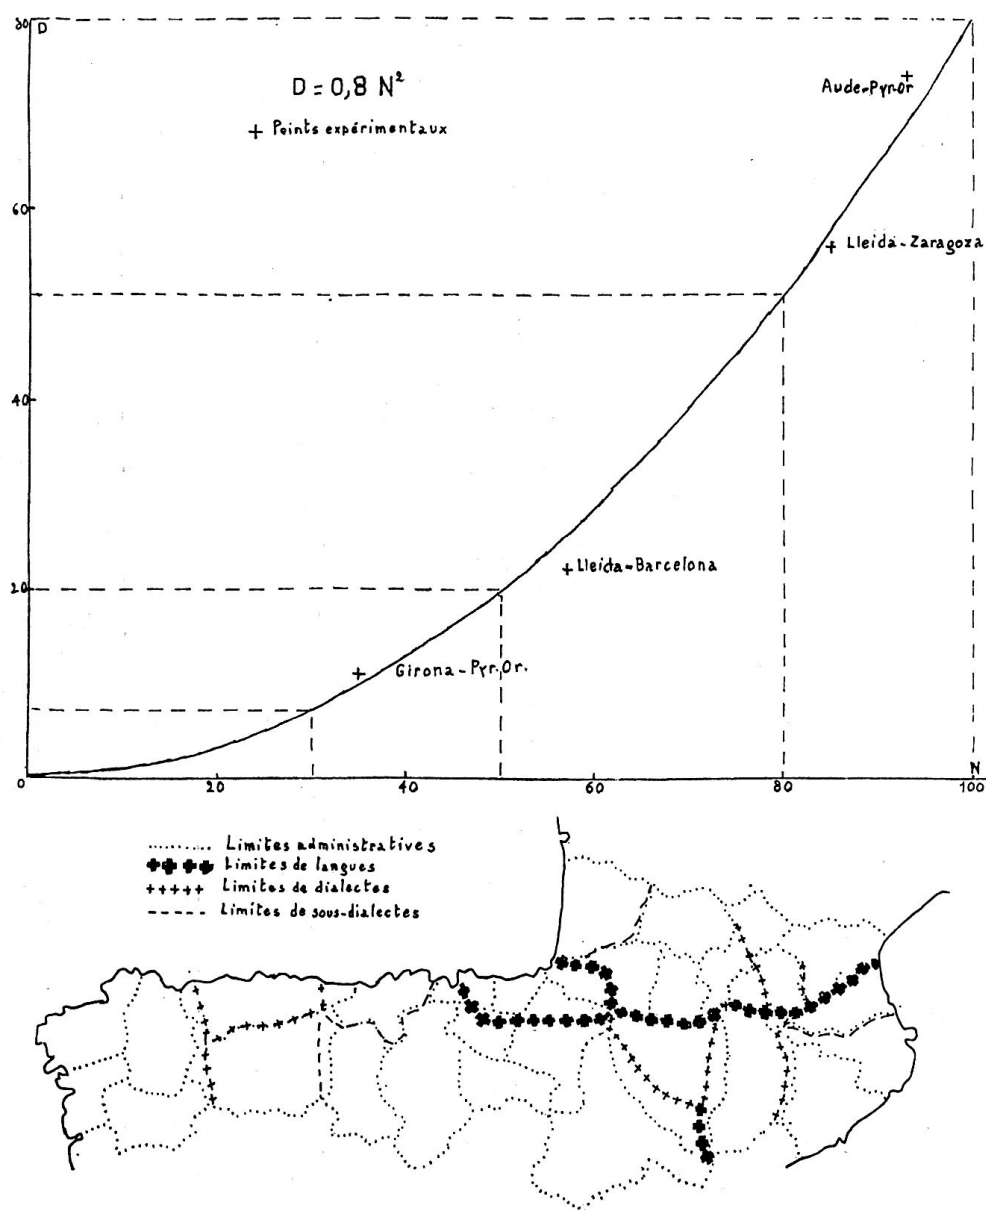 80
D
D = 0,8 N²
+ Points expérimentaux
Aude-Pyr.Or
60
Lleida-Zaragoza
40
Lleida-Barcelona
20
Girona-Pyr.Or.
0
20
40
60
80
100
N
Limites administratives
Limites de langues
Limites de dialectes
Limites de sous-dialectes